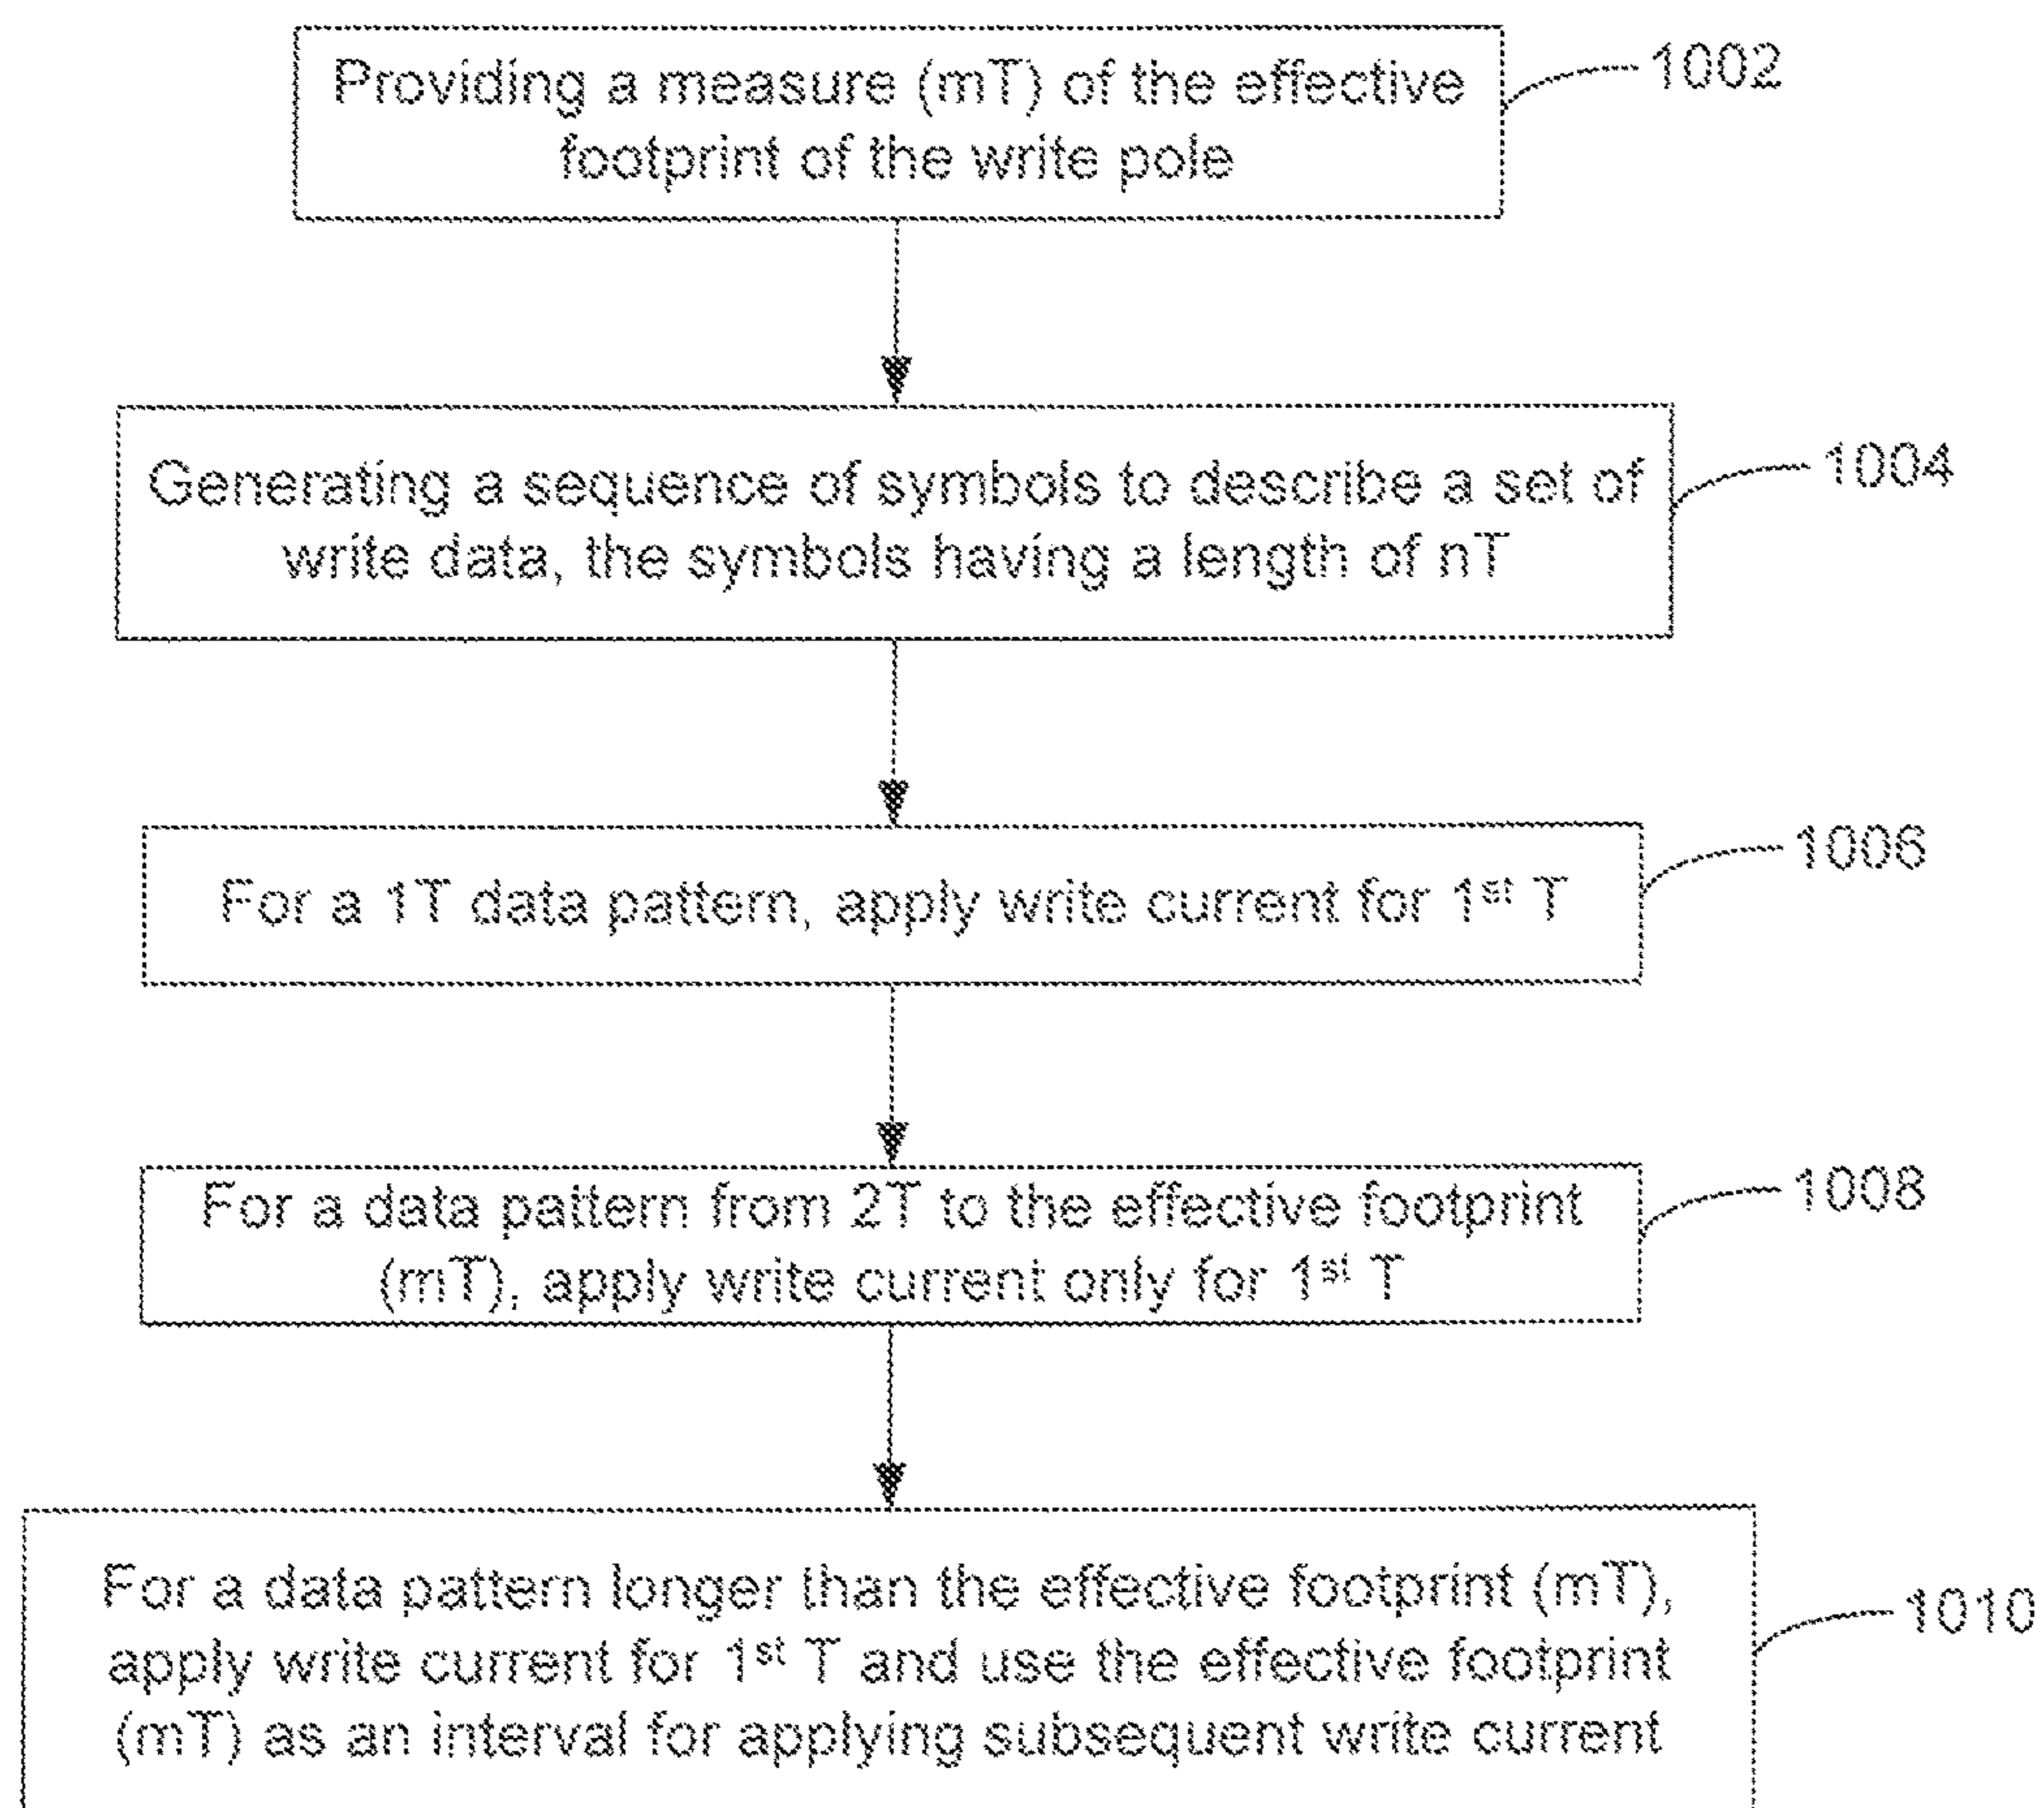 Providing a measure (mT) of the effective
footprint of the write pole
1002
Generating a sequence of symbols to describe a set of
write data, the symbols having a length of nT
1004
For a 1T data pattern, apply write current for 1st T
1006
For a data pattern from 2T to the effective footprint
(mT), apply write current only for 1st T
1008
For a data pattern longer than the effective footprint (mT),
apply write current for 1st T and use the effective footprint
(mT) as an interval for applying subsequent write current
1010